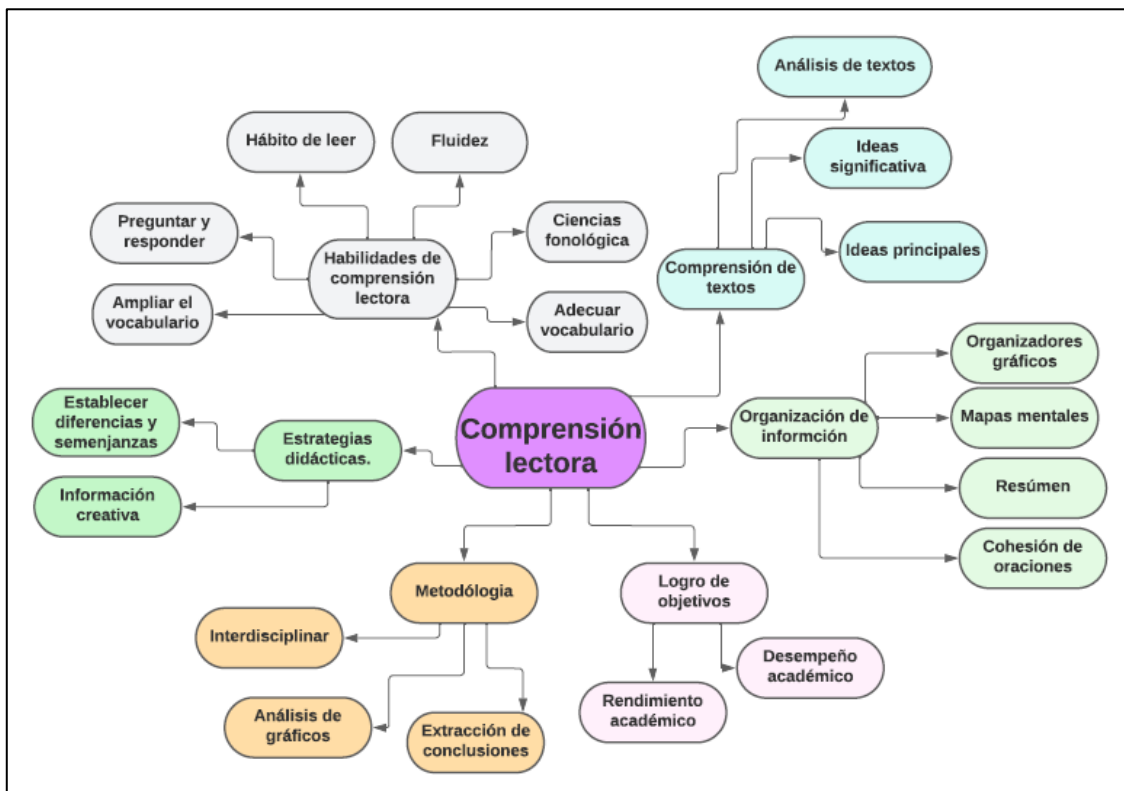 Análisis de textos
Hábito de leer
Fluidez
Ideas
significativa
Preguntar y
responder
Ciencias
fonológica
Habilidades de
comprensión
lectora
Comprensión de
textos
Ideas principales
Ampliar el
vocabulario
Adecuar
vocabulario
Organizadores
gráficos
Establecer
diferencias y
semenjanzas
Estrategias
didácticas.
Comprensión
lectora
Organización de
informción
Mapas mentales
Información
creativa
Resúmen
Cohesión de
oraciones
Metodólogia
Logro de
objetivos
Interdisciplinar
Desempeño
académico
Rendimiento
académico
Análisis de
gráficos
Extracción de
conclusiones